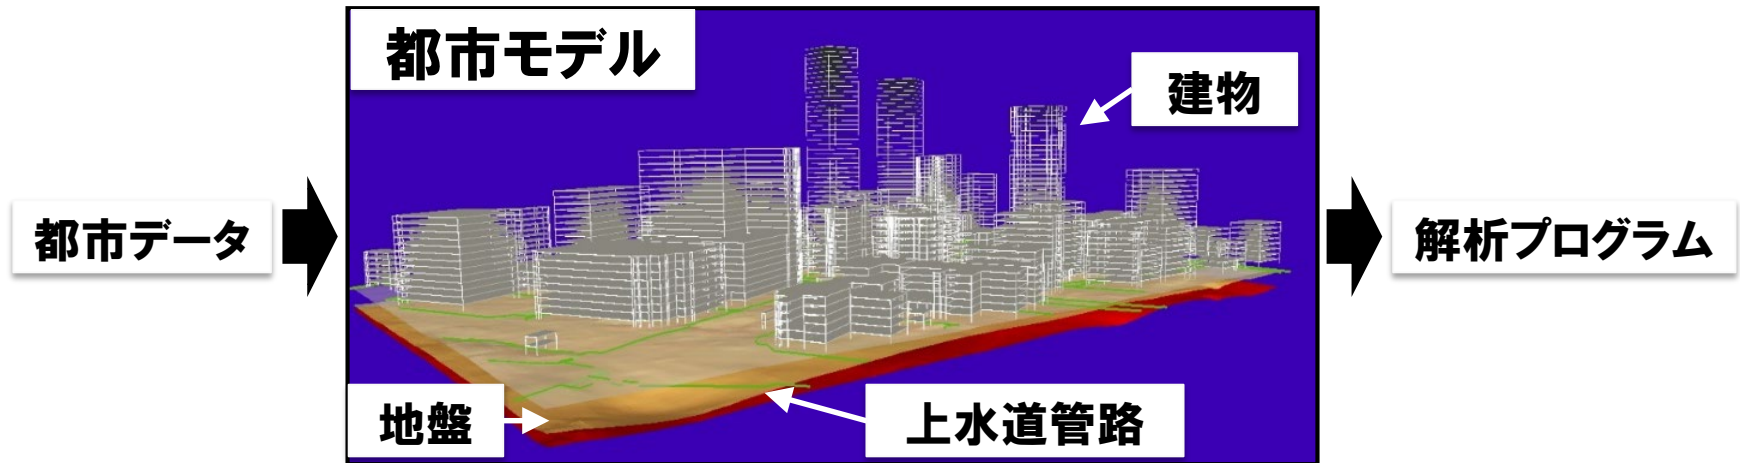 都市モデル
建物
都市データ
解析プログラム
地盤
上水道管路